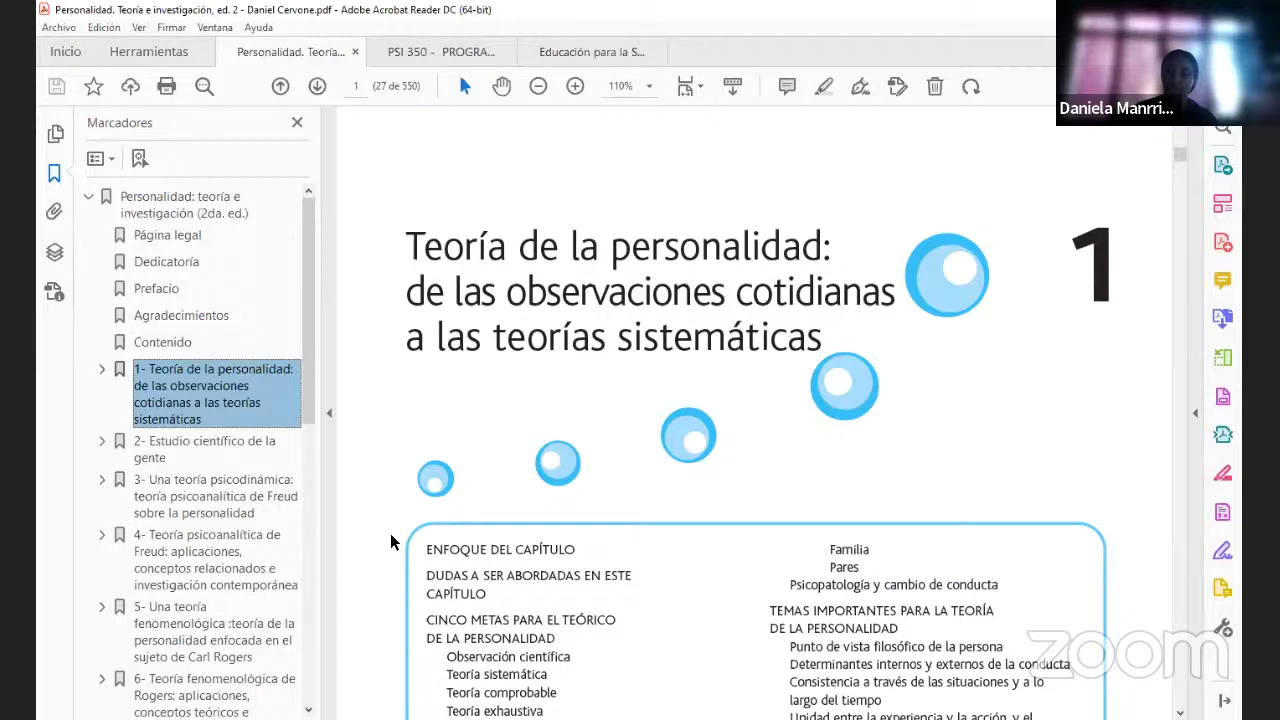 Personalidad. Teoría e investigación, ed. 2 - Daniel Cervone.pdf - Adobe Acrobat Reader DC (64-bit)
Archivo Edición Ver Firmar Ventana Ayuda
Inicio Herramientas Personalidad. Teoría... × PSI 350 - PROGRA... Educación para la S...
1 (27 de 550) 110%
Daniela Manrri...
Marcadores
Personalidad: teoría e
investigación (2da. ed.)
Página legal
Dedicatoría
Prefacio
Agradecimientos
Contenido
1- Teoría de la personalidad:
de las observaciones
cotidianas a las teorías
sistemáticas
2- Estudio científico de la
gente
3- Una teoría psicodinámica:
teoría psicoanalítica de Freud
sobre la personalidad
4- Teoría psicoanalítica de
Freud: aplicaciones,
conceptos relacionados e
investigación contemporánea
5- Una teoría
fenomenológica :teoría de la
personalidad enfocada en el
sujeto de Carl Rogers
6- Teoría fenomenológica de
Rogers: aplicaciones,
conceptos teóricos e
Teoría de la personalidad:
de las observaciones cotidianas
a las teorías sistemáticas
1
ENFOQUE DEL CAPÍTULO
DUDAS A SER ABORDADAS EN ESTE
CAPÍTULO
CINCO METAS PARA EL TEÓRICO
DE LA PERSONALIDAD
Observación científica
Teoría sistemática
Teoría comprobable
Teoría exhaustiva
Familia
Pares
Psicopatología y cambio de conducta
TEMAS IMPORTANTES PARA LA TEORÍA
DE LA PERSONALIDAD
Punto de vista filosófico de la persona
Determinantes internos y externos de la conducta
Consistencia a través de las situaciones y a lo
largo del tiempo
Unidad entre la experiencia y la acción, y el
zoom